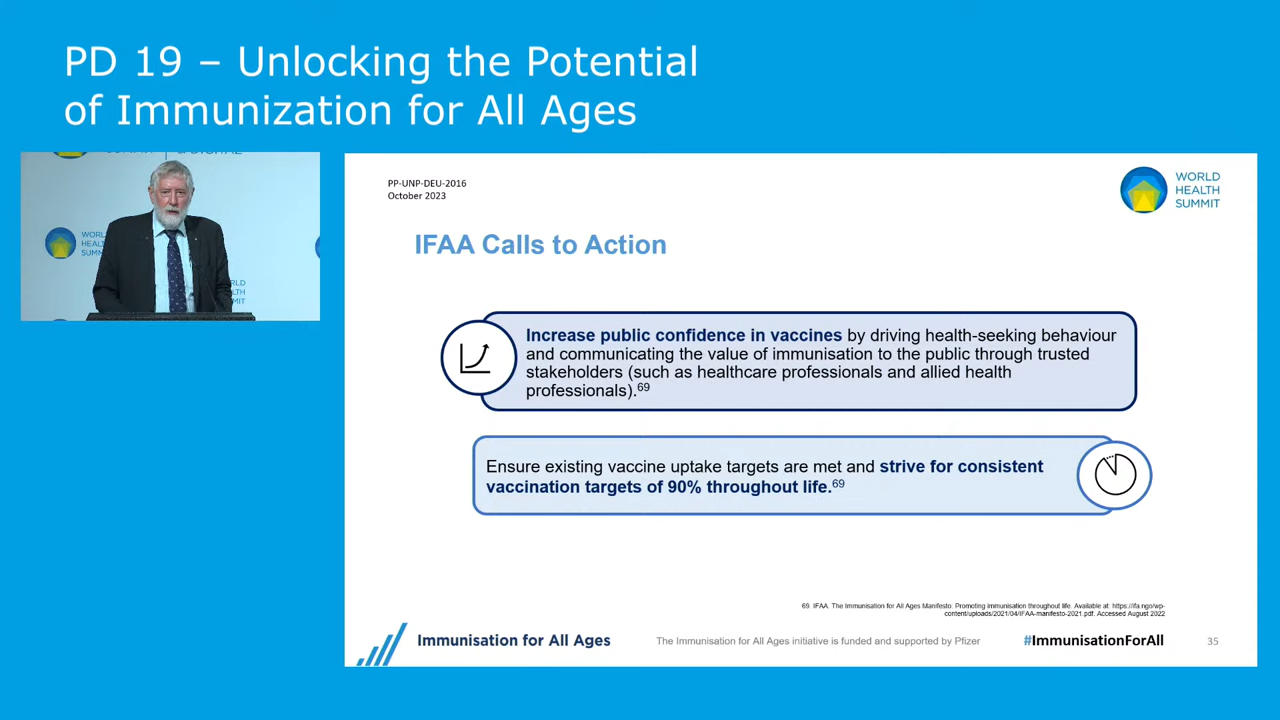 PD 19 – Unlocking the Potential
of Immunization for All Ages
& DIGITAL
WORLD
HEALTH
SUMMIT
PP-UNP-DEU-2016
October 2023
WORLD
HEALTH
SUMMIT
IFAA Calls to Action
Increase public confidence in vaccines by driving health-seeking behaviour
and communicating the value of immunisation to the public through trusted
stakeholders (such as healthcare professionals and allied health
professionals).69
Ensure existing vaccine uptake targets are met and strive for consistent
vaccination targets of 90% throughout life.69
69. IFAA. The Immunisation for All Ages Manifesto: Promoting immunisation throughout life. Available at: https://ifa.ngo/wp-
content/uploads/2021/04/IFAA-manifesto-2021.pdf. Accessed August 2022
Immunisation for All Ages
The Immunisation for All Ages initiative is funded and supported by Pfizer
#ImmunisationForAll
35